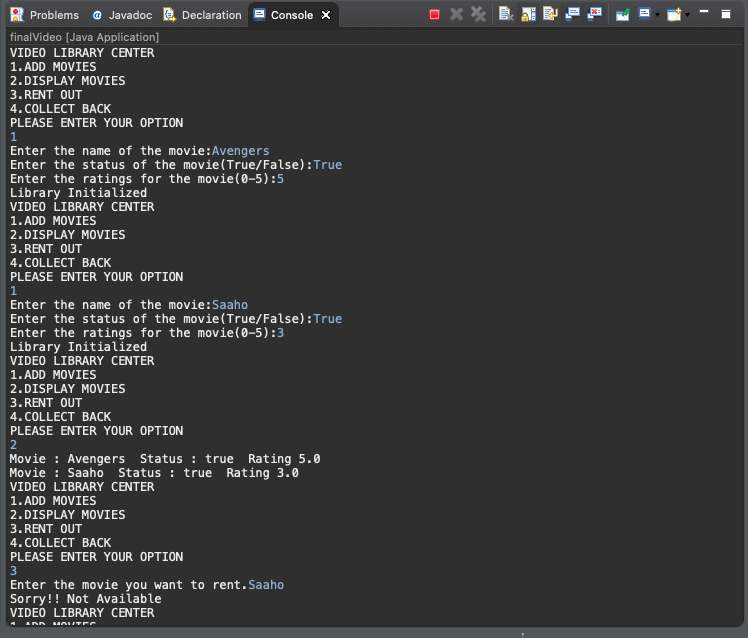 Problems Javadoc Declaration Console
finalVideo [Java Application]
VIDEO LIBRARY CENTER
1.ADD MOVIES
2.DISPLAY MOVIES
3.RENT OUT
4.COLLECT BACK
PLEASE ENTER YOUR OPTION
1
Enter the name of the movie:Avengers
Enter the status of the movie(True/False):True
Enter the ratings for the movie(0-5):5
Library Initialized
VIDEO LIBRARY CENTER
1.ADD MOVIES
2.DISPLAY MOVIES
3.RENT OUT
4.COLLECT BACK
PLEASE ENTER YOUR OPTION
1
Enter the name of the movie:Saaho
Enter the status of the movie(True/False):True
Enter the ratings for the movie(0-5):3
Library Initialized
VIDEO LIBRARY CENTER
1.ADD MOVIES
2.DISPLAY MOVIES
3.RENT OUT
4.COLLECT BACK
PLEASE ENTER YOUR OPTION
2
Movie : Avengers  Status : true  Rating 5.0
Movie : Saaho  Status : true  Rating 3.0
VIDEO LIBRARY CENTER
1.ADD MOVIES
2.DISPLAY MOVIES
3.RENT OUT
4.COLLECT BACK
PLEASE ENTER YOUR OPTION
3
Enter the movie you want to rent.Saaho
Sorry!! Not Available
VIDEO LIBRARY CENTER
1.ADD MOVIES